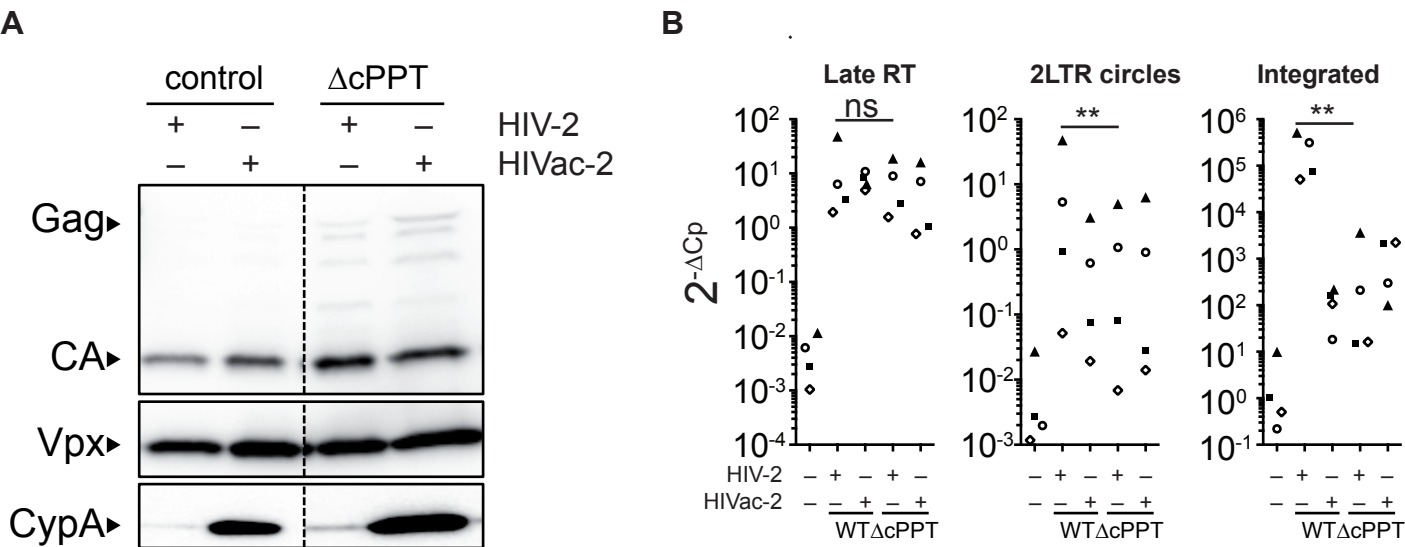 A
control ΔcPPT
+ – + – HIV-2
– + – + HIVac-2
Gag
CA
Vpx
CypA
B
Late RT 2LTR circles Integrated
ns ** **
2-ΔCp
10² 10¹ 10⁰ 10-¹ 10-² 10-³ 10-⁴
10² 10¹ 10⁰ 10-¹ 10-² 10-³
10⁶ 10⁵ 10⁴ 10³ 10² 10¹ 10⁰ 10-¹
HIV-2 – + – + – – + – + – – + – + –
HIVac-2 – – + – + – – + – + – – + – +
WT ΔcPPT WT ΔcPPT WT ΔcPPT